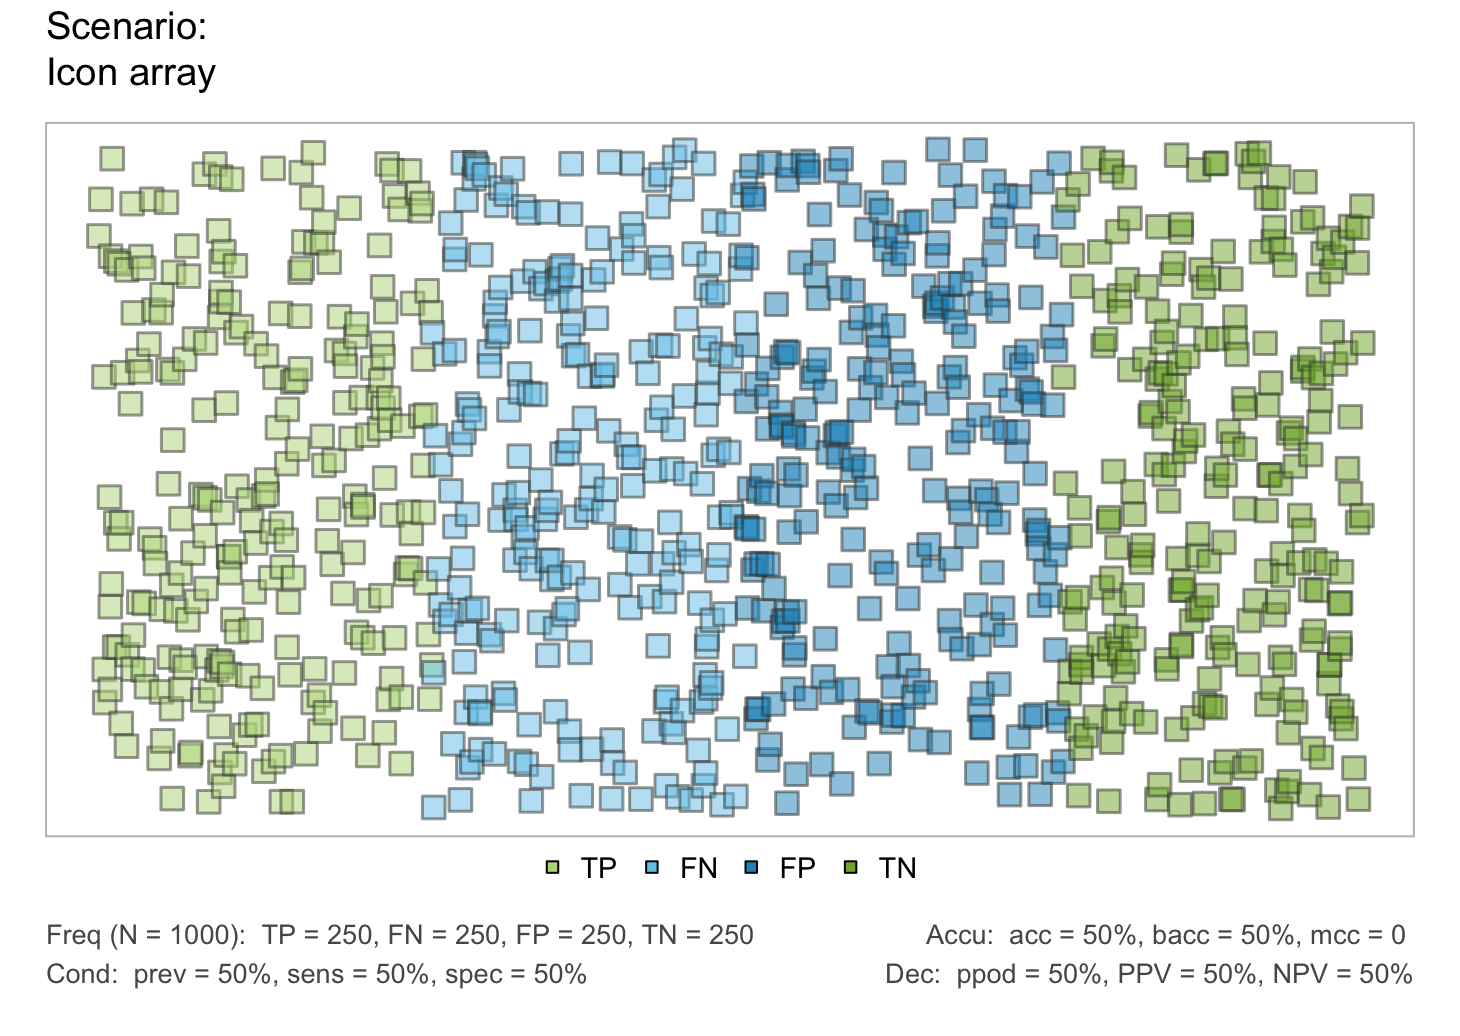 Scenario:
Icon array
TP FN FP TN
Freq (N = 1000):  TP = 250, FN = 250, FP = 250, TN = 250
Accu:  acc = 50%, bacc = 50%, mcc = 0
Cond:  prev = 50%, sens = 50%, spec = 50%
Dec:  ppod = 50%, PPV = 50%, NPV = 50%